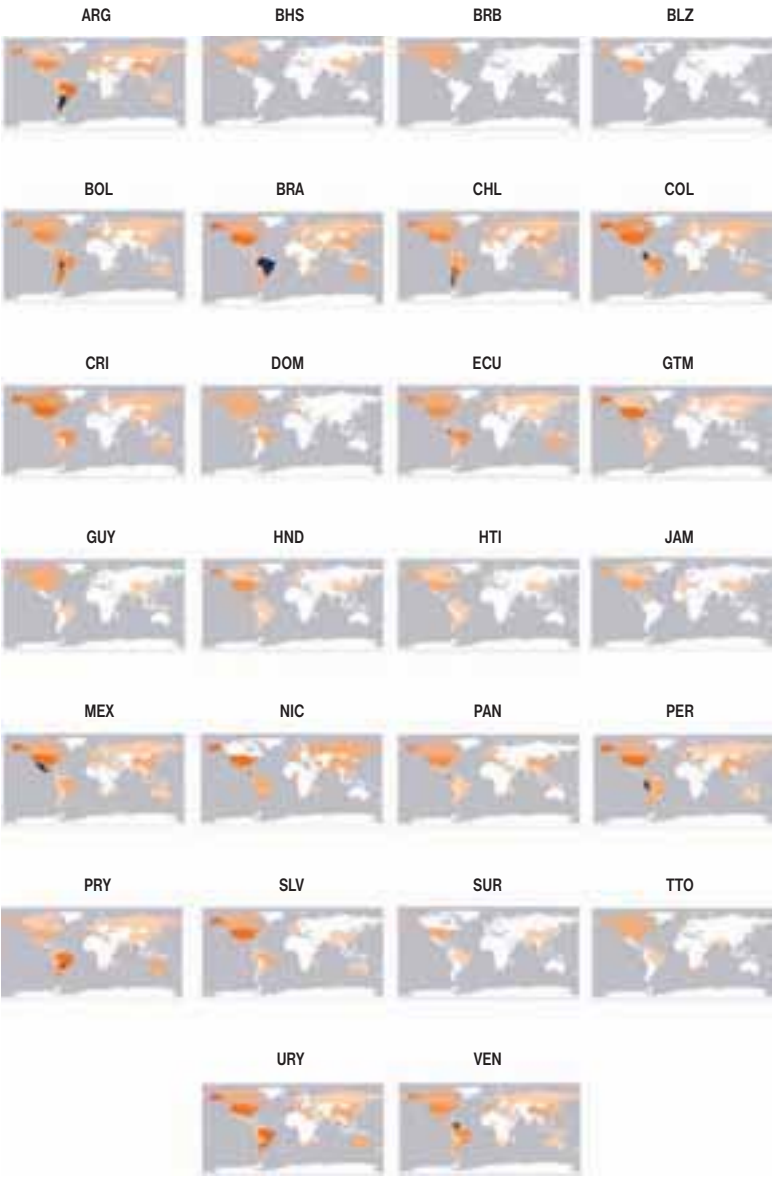 ARG BHS BRB BLZ
BOL BRA CHL COL
CRI DOM ECU GTM
GUY HND HTI JAM
MEX NIC PAN PER
PRY SLV SUR TTO
URY VEN